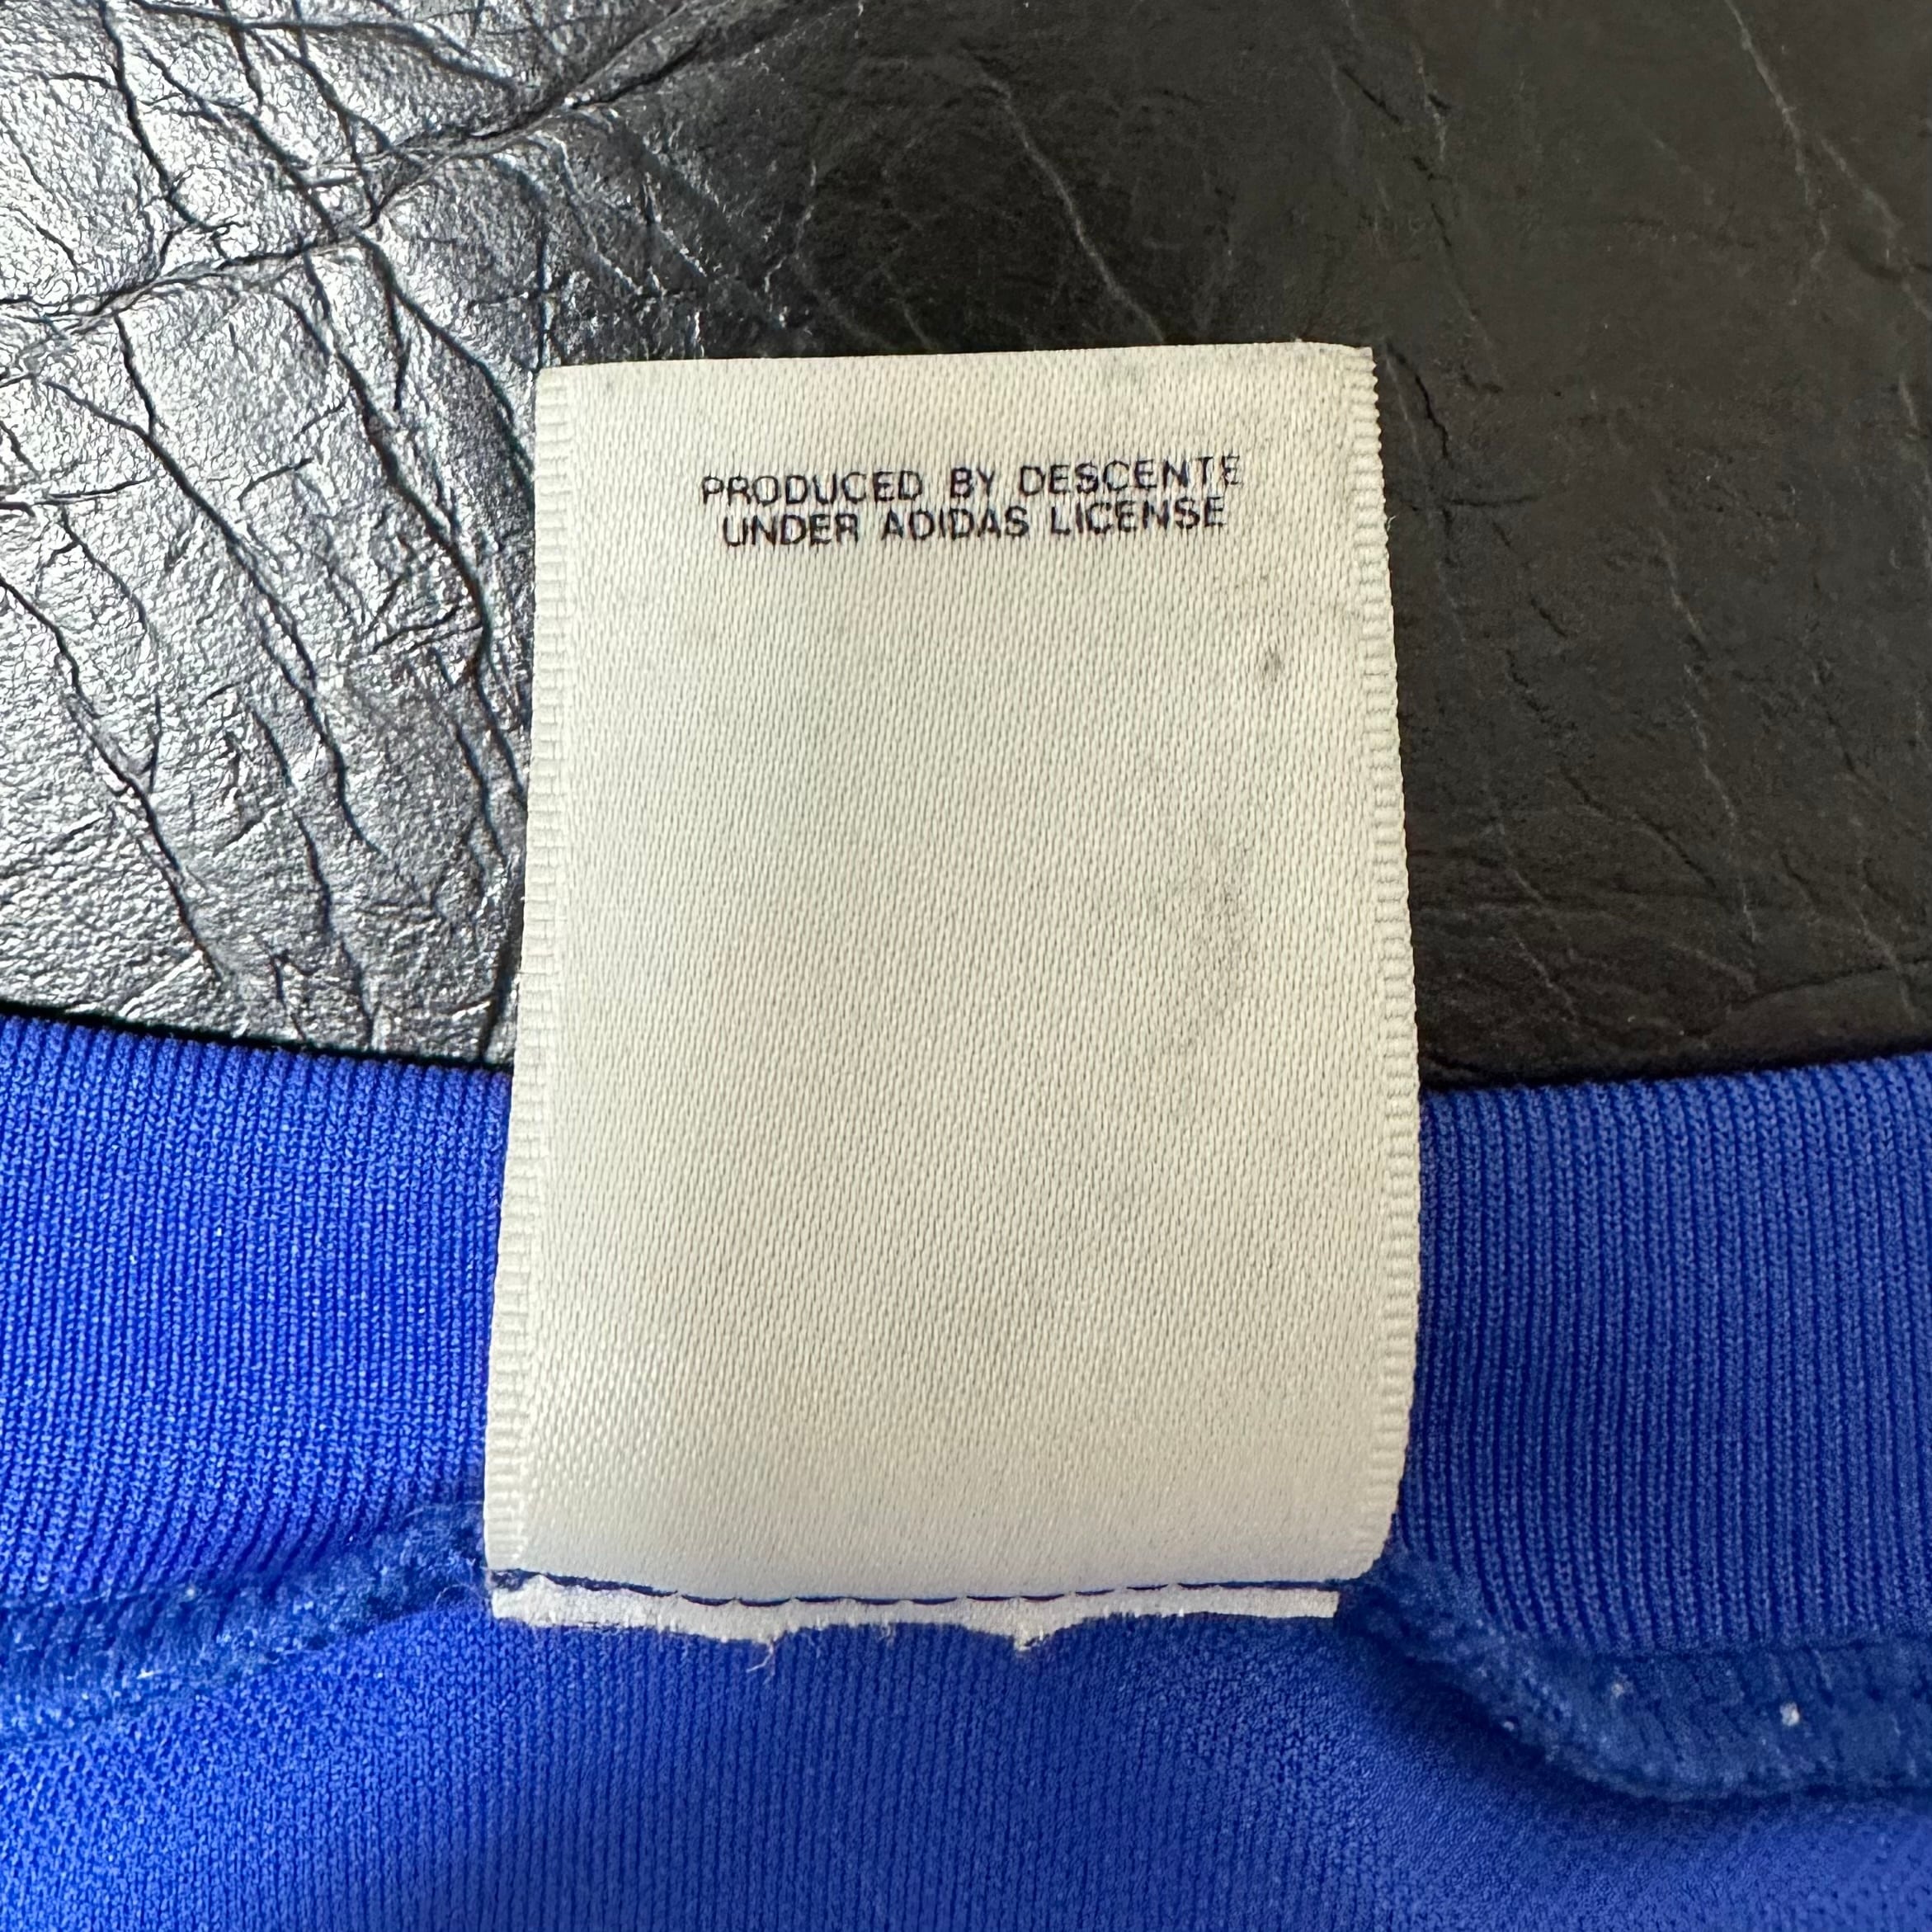 PRODUCED BY DESCENTE
UNDER ADIDAS LICENSE